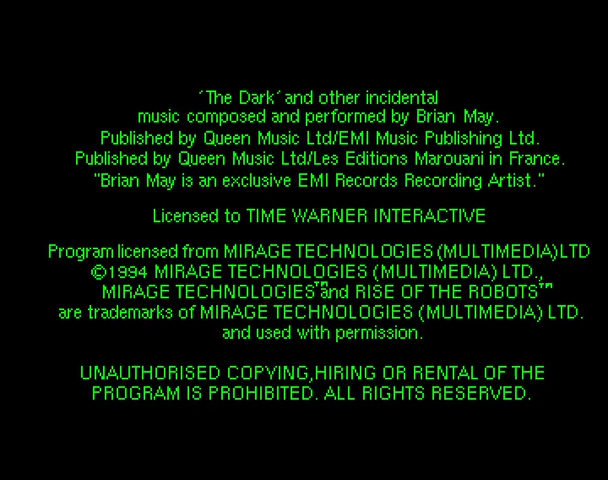 ´The Dark´ and other incidental
music composed and performed by Brian May.
Published by Queen Music Ltd/EMI Music Publishing Ltd.
Published by Queen Music Ltd/Les Editions Marouani in France.
"Brian May is an exclusive EMI Records Recording Artist."
Licensed to TIME WARNER INTERACTIVE
Program licensed from MIRAGE TECHNOLOGIES (MULTIMEDIA)LTD
©1994 MIRAGE TECHNOLOGIES (MULTIMEDIA) LTD.,
MIRAGE TECHNOLOGIES™and RISE OF THE ROBOTS™
are trademarks of MIRAGE TECHNOLOGIES (MULTIMEDIA) LTD.
and used with permission.
UNAUTHORISED COPYING,HIRING OR RENTAL OF THE
PROGRAM IS PROHIBITED. ALL RIGHTS RESERVED.